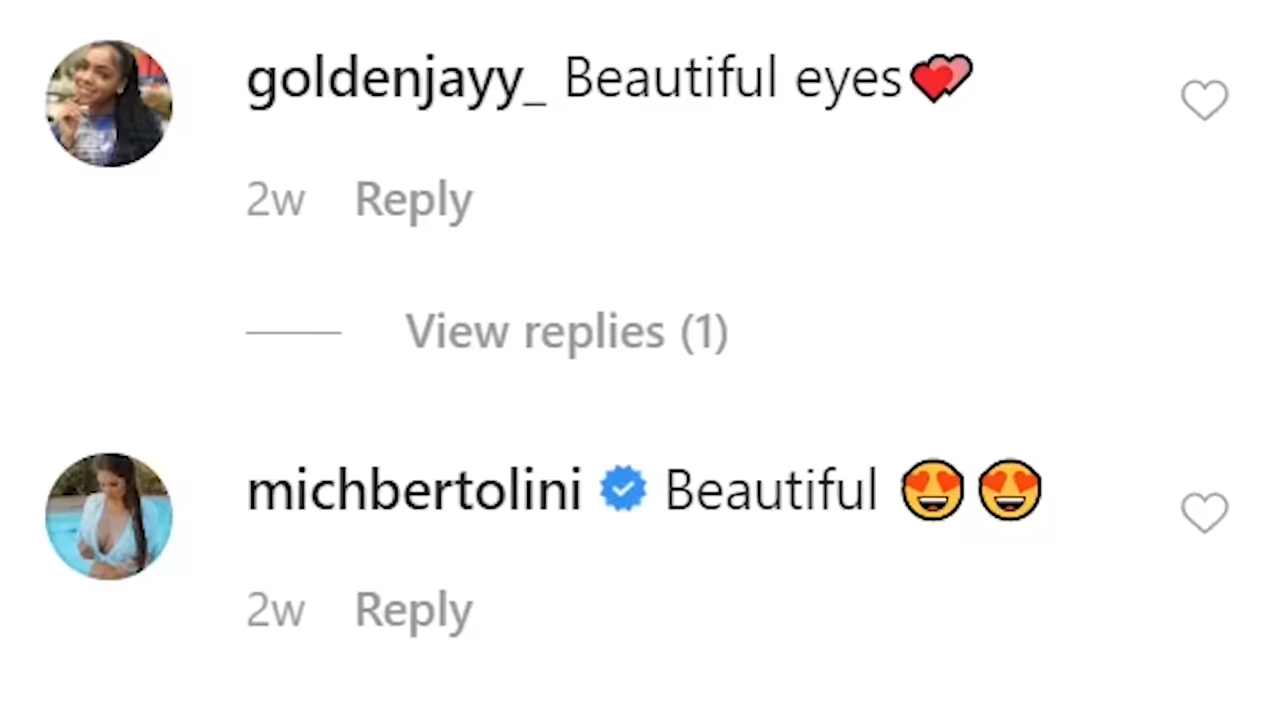 goldenjayy_ Beautiful eyes💕
2w Reply
View replies (1)
michbertolini Beautiful 😍😍
2w Reply